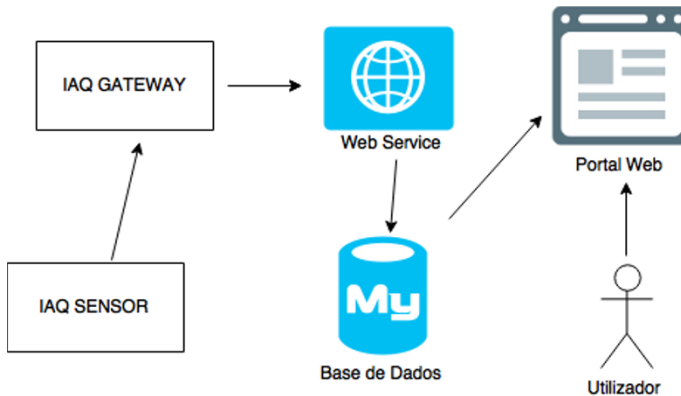 IAQ GATEWAY
Web Service
Portal Web
IAQ SENSOR
My
Base de Dados
Utilizador